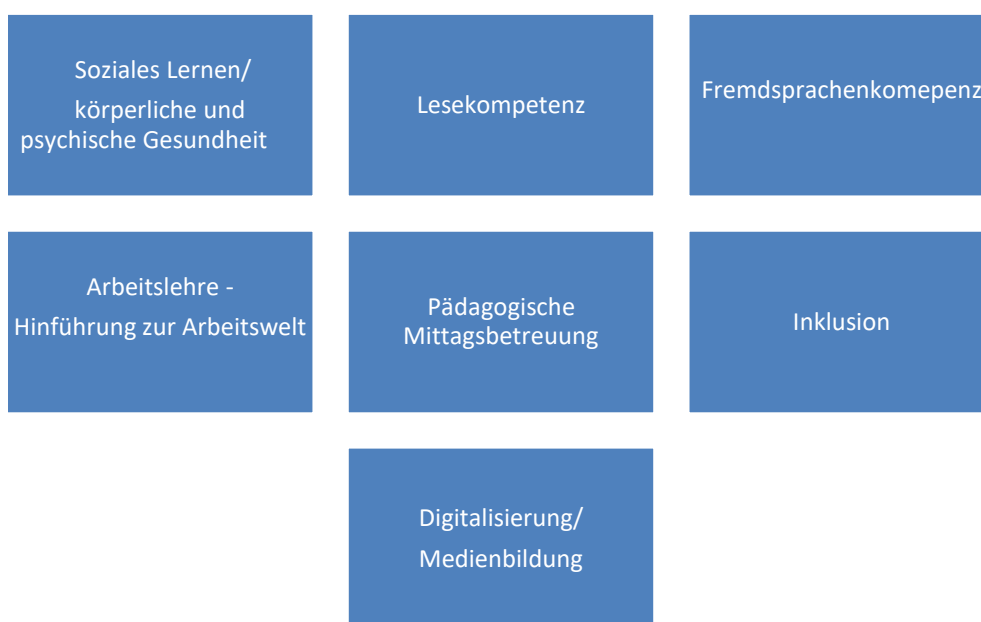 Soziales Lernen/
körperliche und
psychische Gesundheit
Lesekompetenz
Fremdsprachenkomepenz
Arbeitslehre -
Hinführung zur Arbeitswelt
Pädagogische
Mittagsbetreuung
Inklusion
Digitalisierung/
Medienbildung